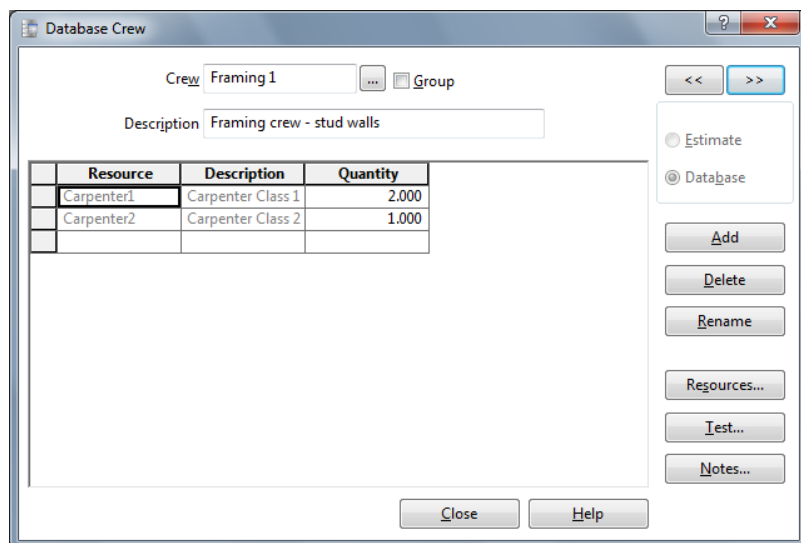 Database Crew
?
X
Crew Framing 1 ... Group
<< >>
Description Framing crew - stud walls
Estimate
Database
Resource Description Quantity
Carpenter1 Carpenter Class 1 2.000
Carpenter2 Carpenter Class 2 1.000
Add
Delete
Rename
Resources...
Test...
Notes...
Close Help